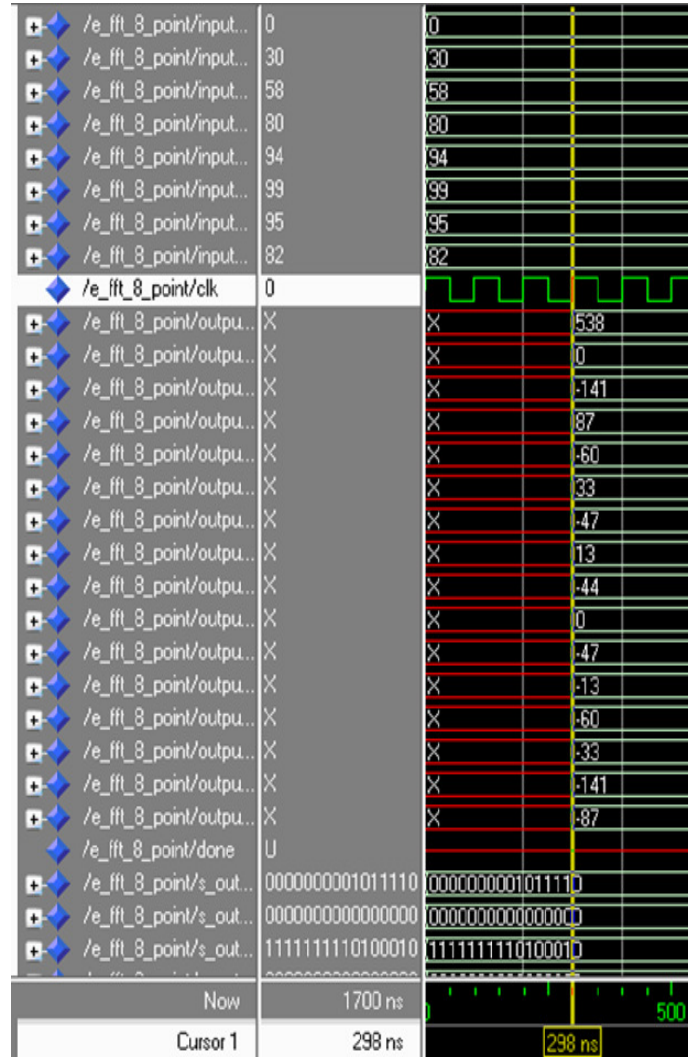 /e_fft_8_point/input... 0 0
/e_fft_8_point/input... 30 30
/e_fft_8_point/input... 58 58
/e_fft_8_point/input... 80 80
/e_fft_8_point/input... 94 94
/e_fft_8_point/input... 99 99
/e_fft_8_point/input... 95 95
/e_fft_8_point/input... 82 82
/e_fft_8_point/clk 0
/e_fft_8_point/outpu... X X 538
/e_fft_8_point/outpu... X X 0
/e_fft_8_point/outpu... X X -141
/e_fft_8_point/outpu... X X 87
/e_fft_8_point/outpu... X X -60
/e_fft_8_point/outpu... X X 33
/e_fft_8_point/outpu... X X -47
/e_fft_8_point/outpu... X X 13
/e_fft_8_point/outpu... X X -44
/e_fft_8_point/outpu... X X 0
/e_fft_8_point/outpu... X X -47
/e_fft_8_point/outpu... X X -13
/e_fft_8_point/outpu... X X -60
/e_fft_8_point/outpu... X X -33
/e_fft_8_point/outpu... X X -141
/e_fft_8_point/outpu... X X -87
/e_fft_8_point/done U
/e_fft_8_point/s_out... 0000000001011110 0000000001011110
/e_fft_8_point/s_out... 0000000000000000 0000000000000000
/e_fft_8_point/s_out... 1111111110100010 1111111110100010
Now 1700 ns 500
Cursor 1 298 ns 298 ns